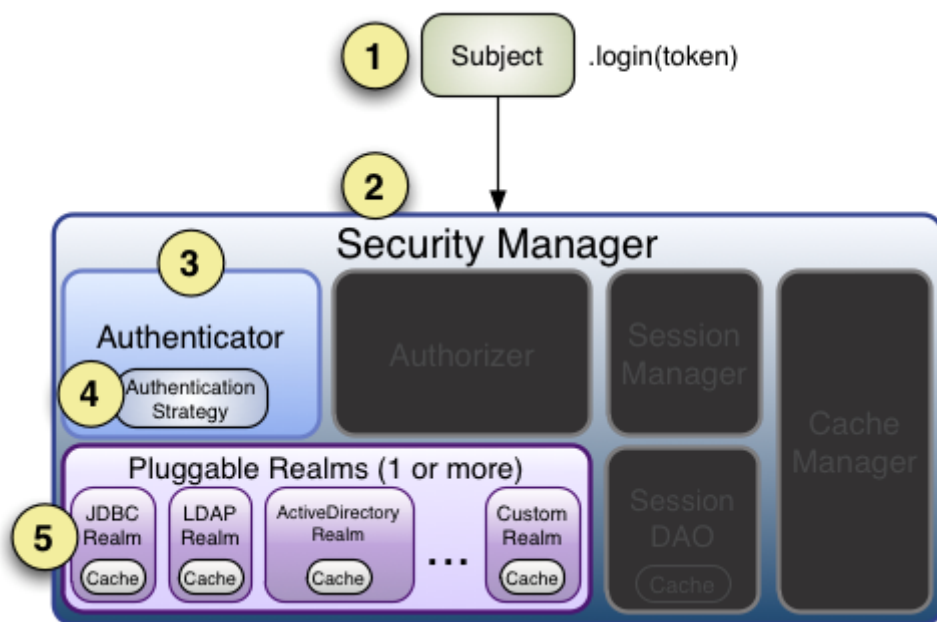 1
Subject
.login(token)
2
Security Manager
3
Authenticator
4
Authentication
Strategy
Authorizer
Session
Manager
Cache
Manager
Pluggable Realms (1 or more)
5
JDBC
Realm
Cache
LDAP
Realm
Cache
ActiveDirectory
Realm
Cache
...
Custom
Realm
Cache
Session
DAO
Cache